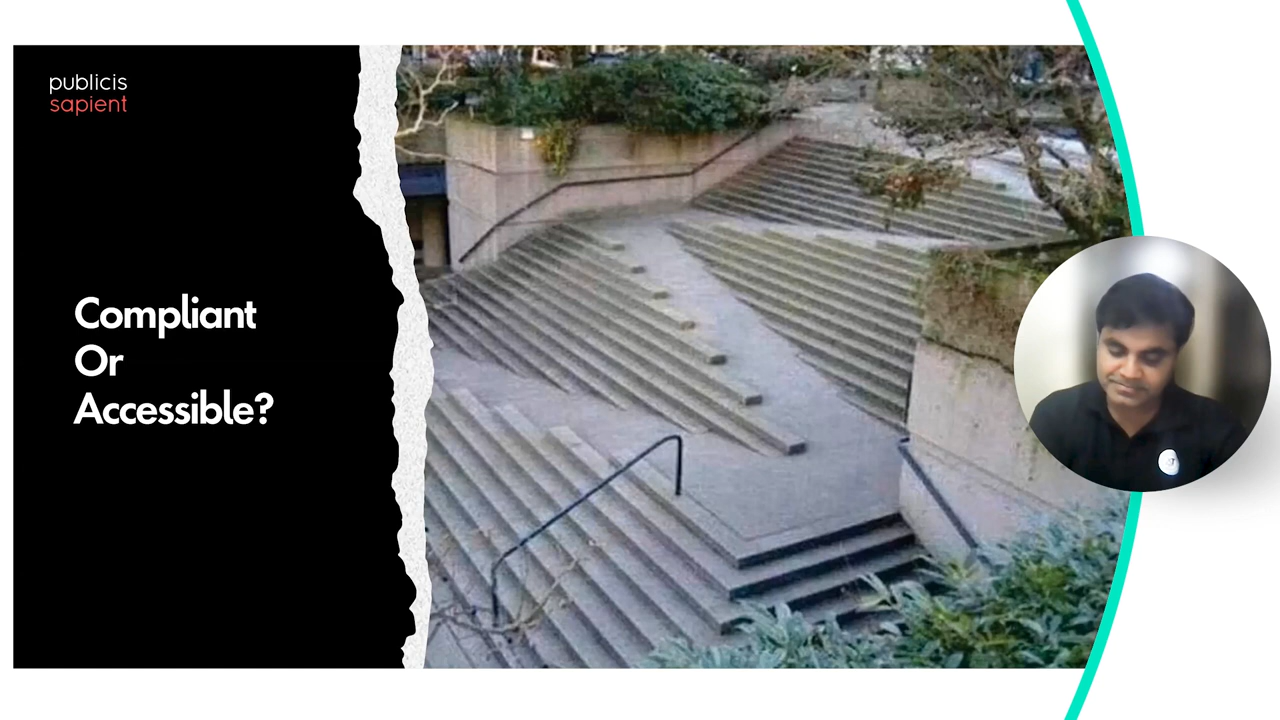 publicis
sapient
Compliant
Or
Accessible?